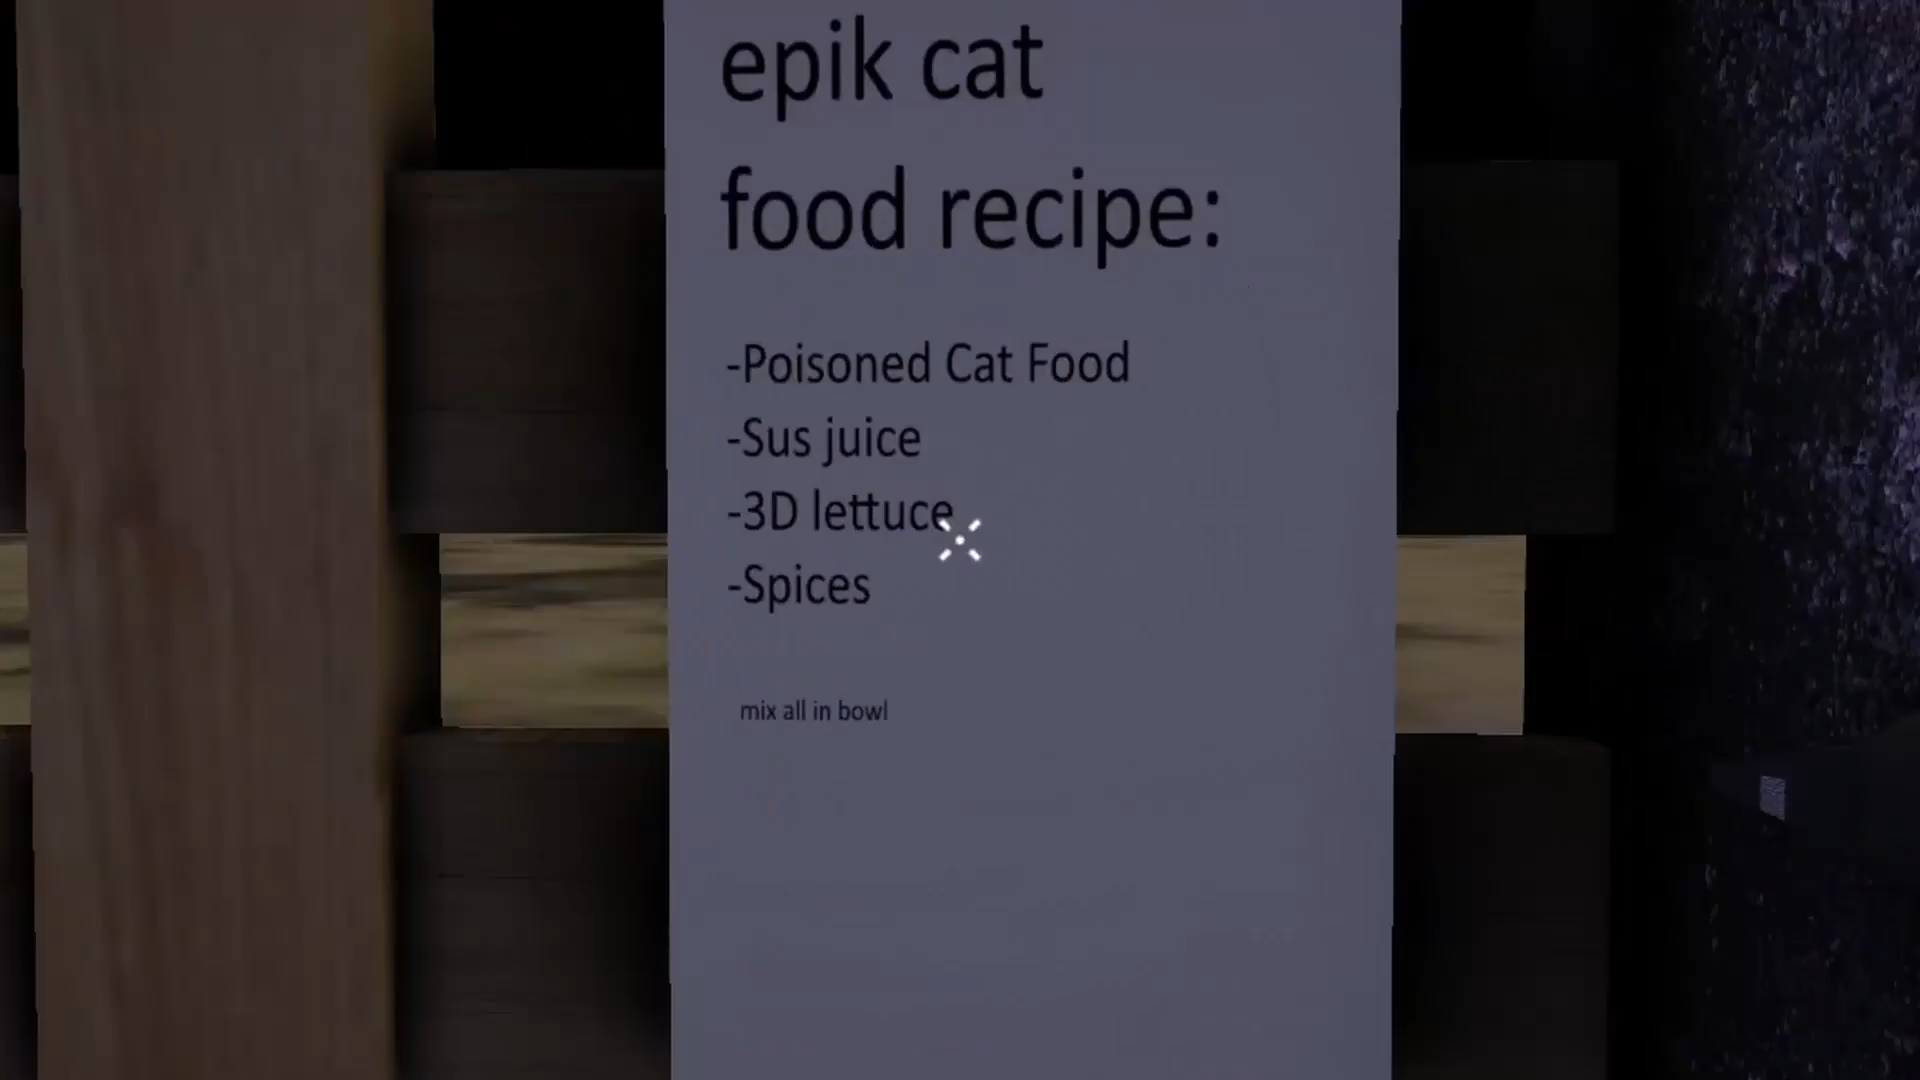 epik cat
food recipe:
-Poisoned Cat Food
-Sus juice
-3D lettuce
-Spices
mix all in bowl